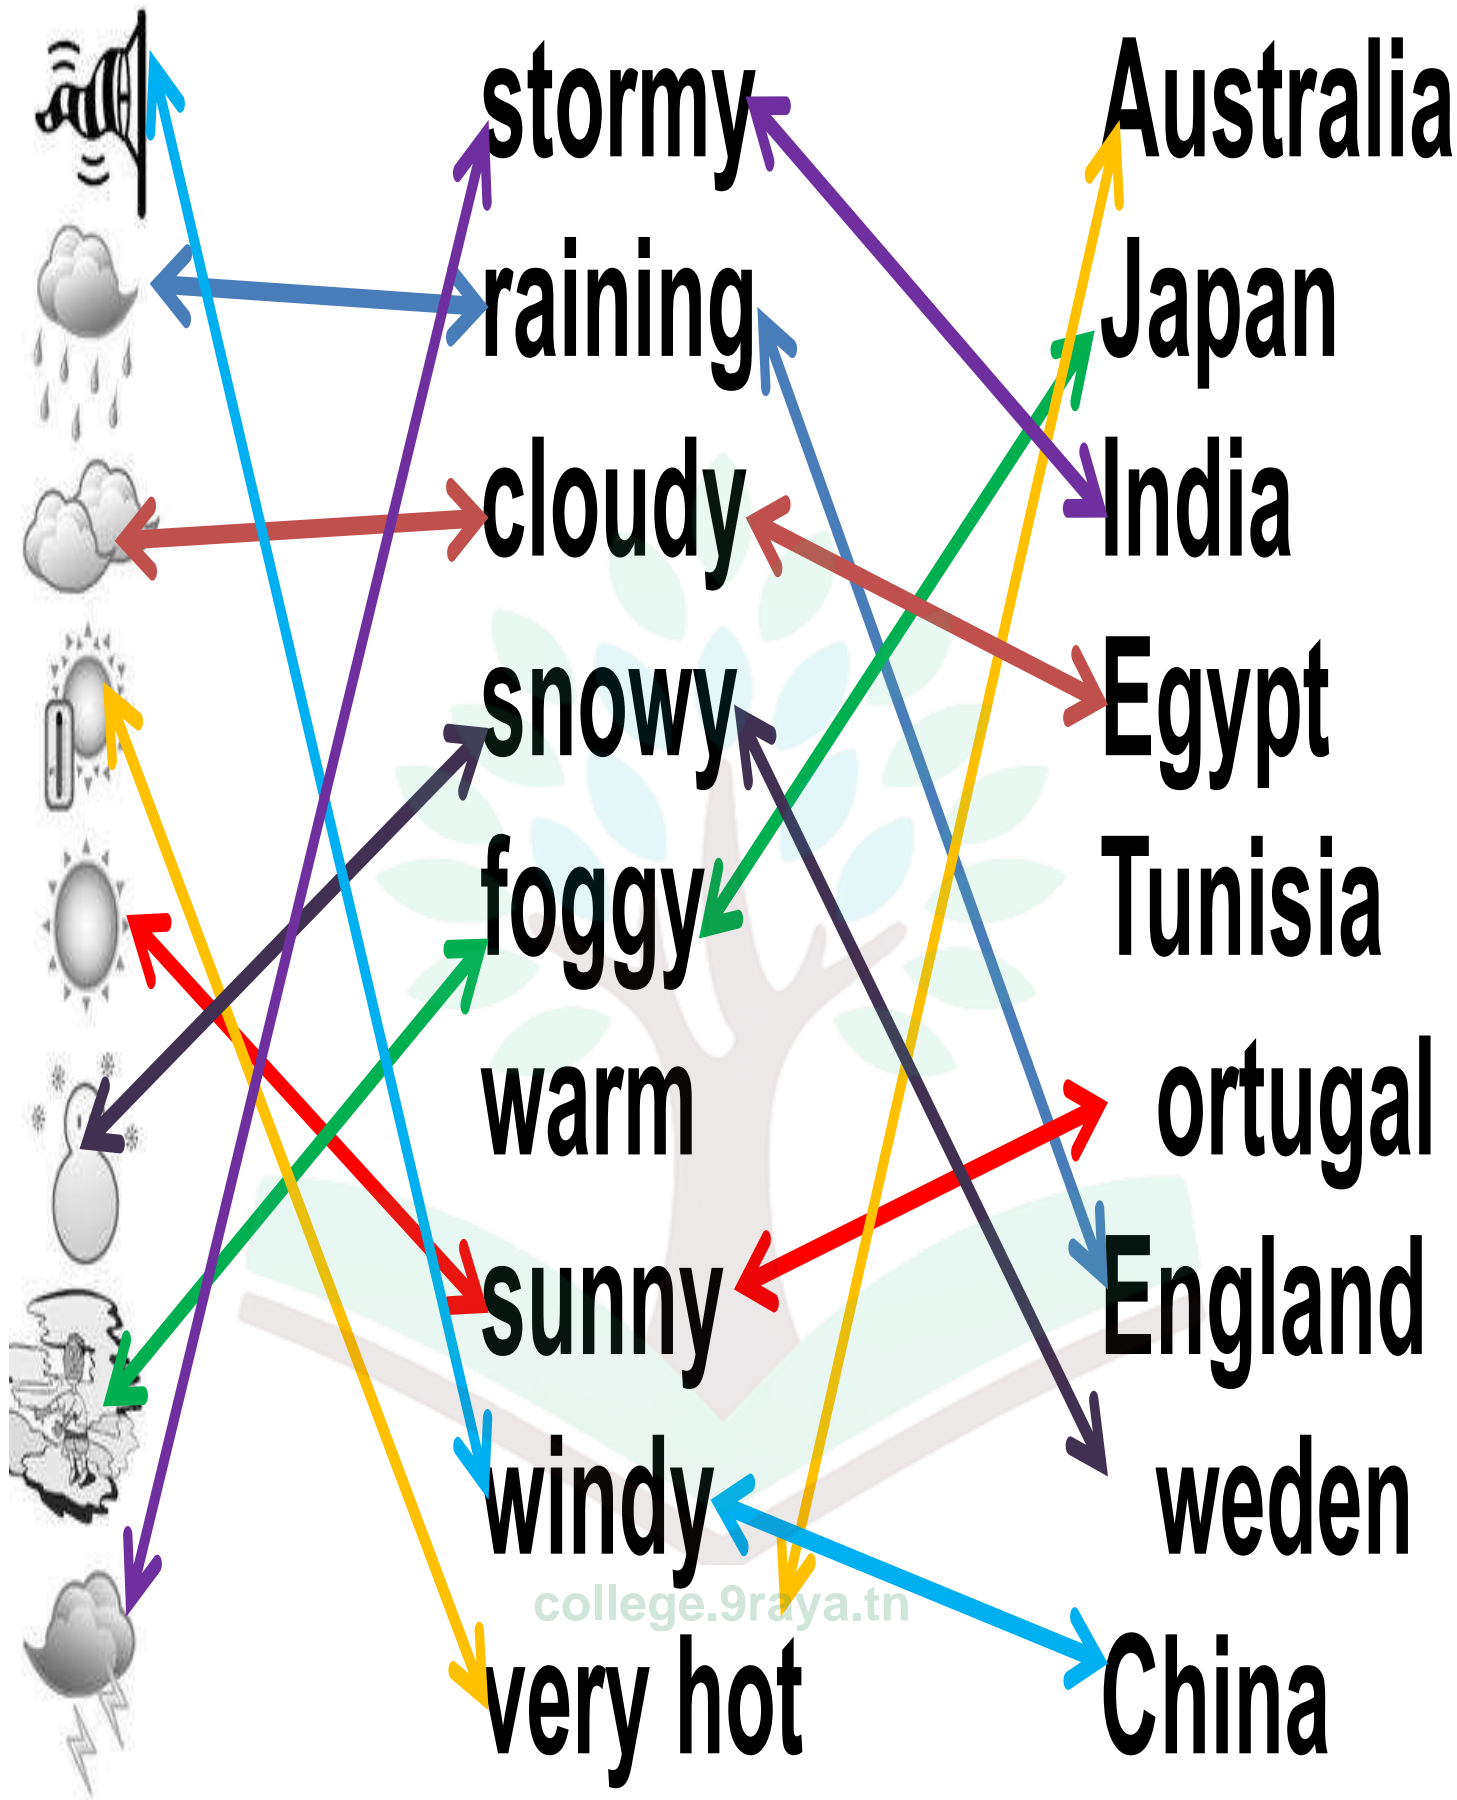 stormy Australia
raining Japan
cloudy India
snowy Egypt
foggy Tunisia
warm ortugal
sunny England
windy weden
college.9raya.tn
very hot China